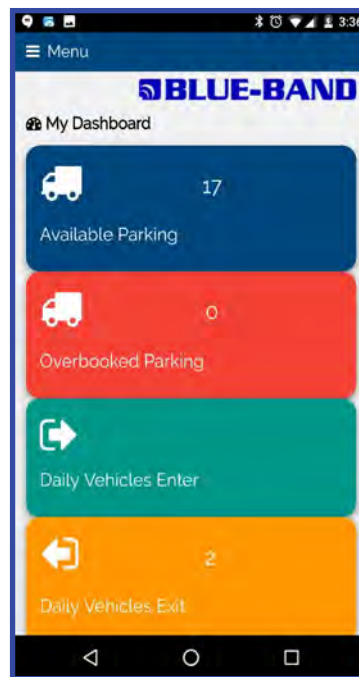 3:36
Menu
BLUE-BAND
My Dashboard
17
Available Parking
0
Overbooked Parking
Daily Vehicles Enter
2
Daily Vehicles Exit